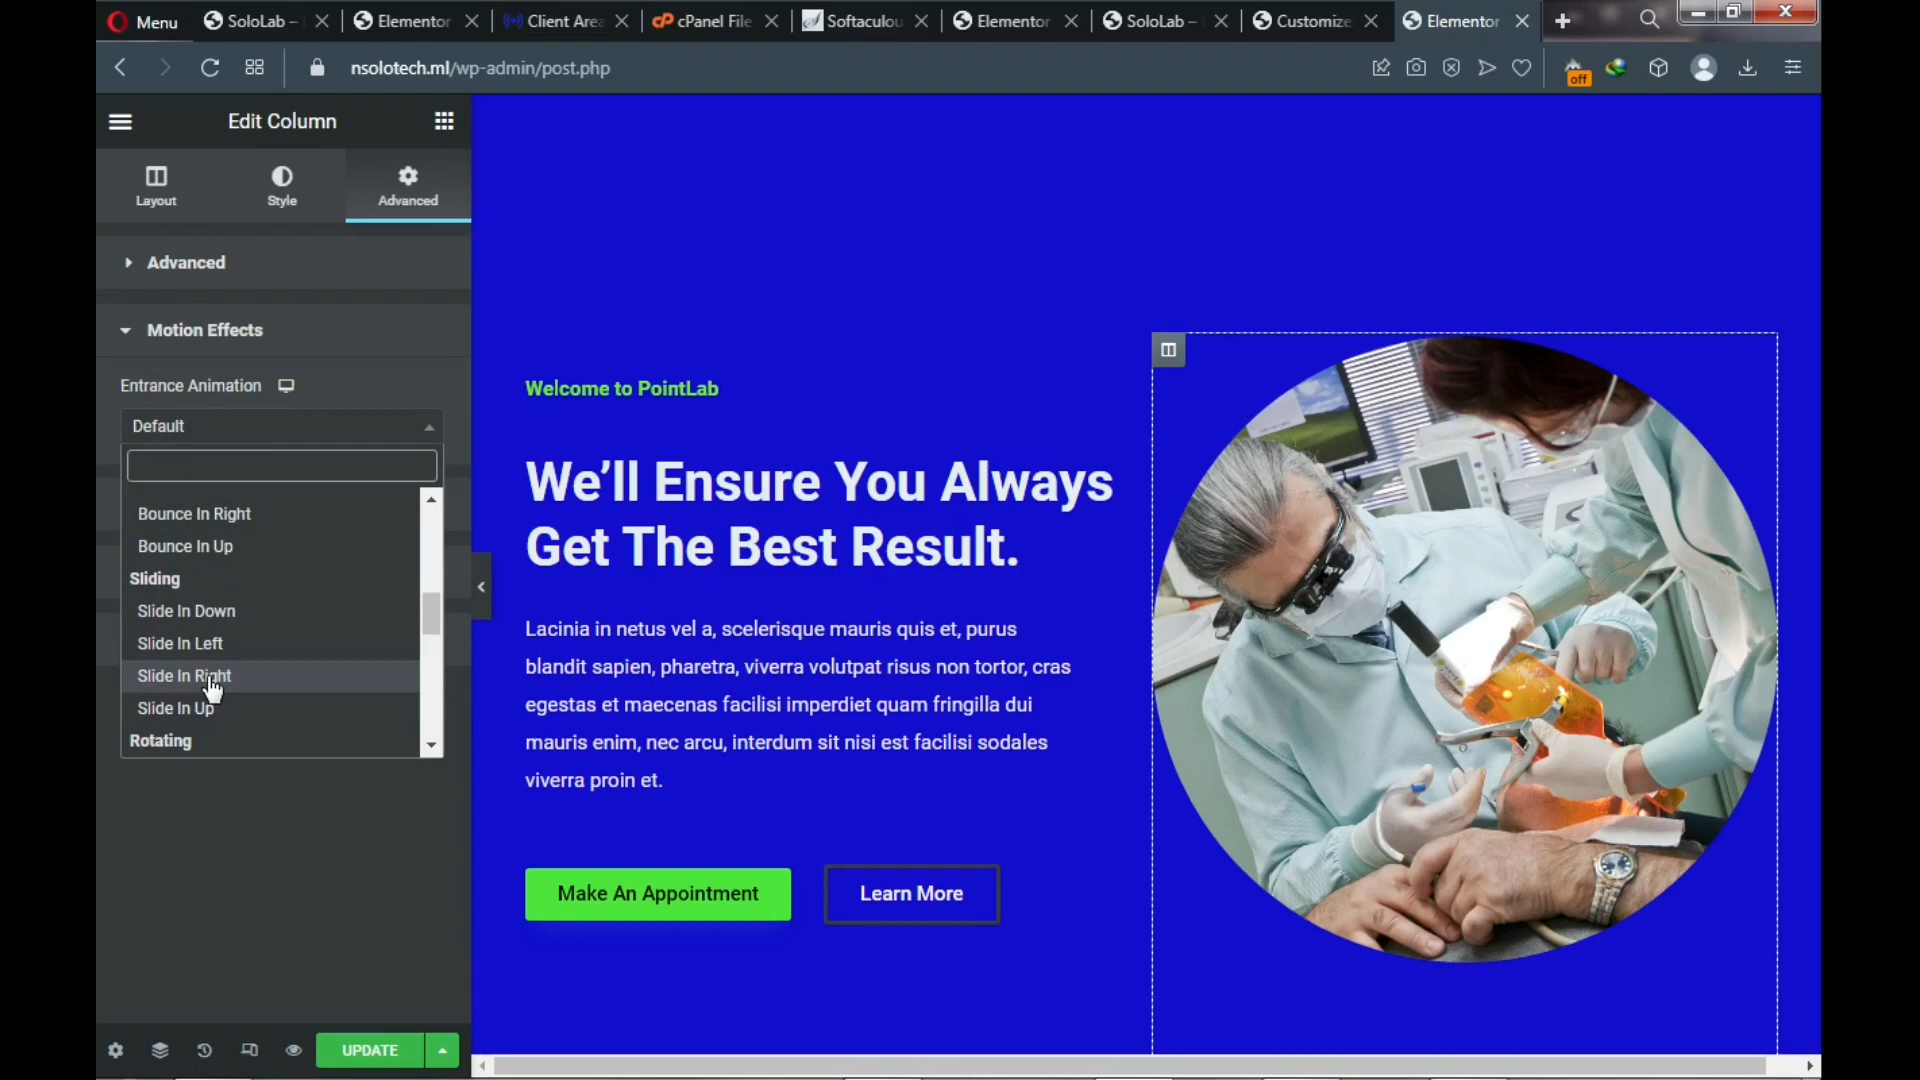 Menu
SoloLab –
Elementor
Client Area
cPanel File
Softaculou
Elementor
SoloLab –
Customize
Elementor
nsolotech.ml/wp-admin/post.php
off
Edit Column
Layout
Style
Advanced
Advanced
Motion Effects
Entrance Animation
Default
Bounce In Right
Bounce In Up
Sliding
Slide In Down
Slide In Left
Slide In Right
Slide In Up
Rotating
UPDATE
Welcome to PointLab
We’ll Ensure You Always
Get The Best Result.
Lacinia in netus vel a, scelerisque mauris quis et, purus
blandit sapien, pharetra, viverra volutpat risus non tortor, cras
egestas et maecenas facilisi imperdiet quam fringilla dui
mauris enim, nec arcu, interdum sit nisi est facilisi sodales
viverra proin et.
Make An Appointment
Learn More